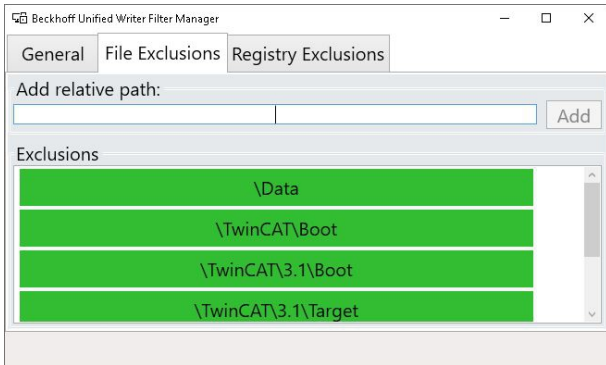 Beckhoff Unified Writer Filter Manager
General File Exclusions Registry Exclusions
Add relative path:
Add
Exclusions
\Data
\TwinCAT\Boot
\TwinCAT\3.1\Boot
\TwinCAT\3.1\Target